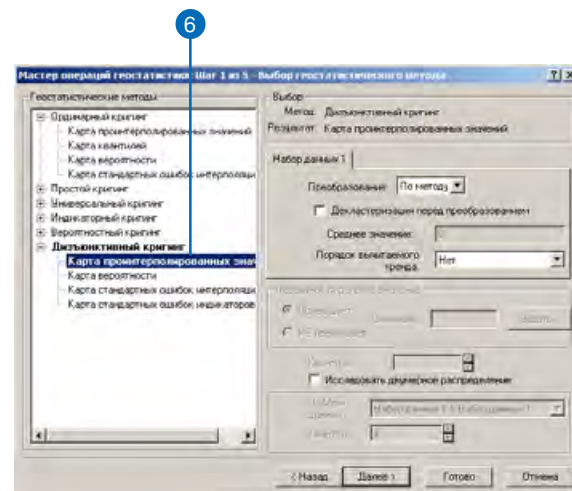 6
Мастер операций геостатистики: Шаг 1 из 5 - Выбор геостатистического метода
Геостатистические методы
Ординарный кригинг
Карта проинтерполированных значений
Карта квантилей
Карта вероятности
Карта стандартных ошибок интерполяци
Простой кригинг
Универсальный кригинг
Индикаторный кригинг
Вероятностный кригинг
Дизъюнктивный кригинг
Карта проинтерполированных знач
Карта вероятности
Карта стандартных ошибок интерполяци
Карта стандартных ошибок индикаторов
Выбор
Метод: Дизъюнктивный кригинг
Результат: Карта проинтерполированных значений
Набор данных 1
Преобразование: По методу
Декластеризация перед преобразованием
Среднее значение:
Порядок вычитаемого тренда:
Нет
Исследовать двумерное распределение
< Назад
Далее >
Готово
Отмена